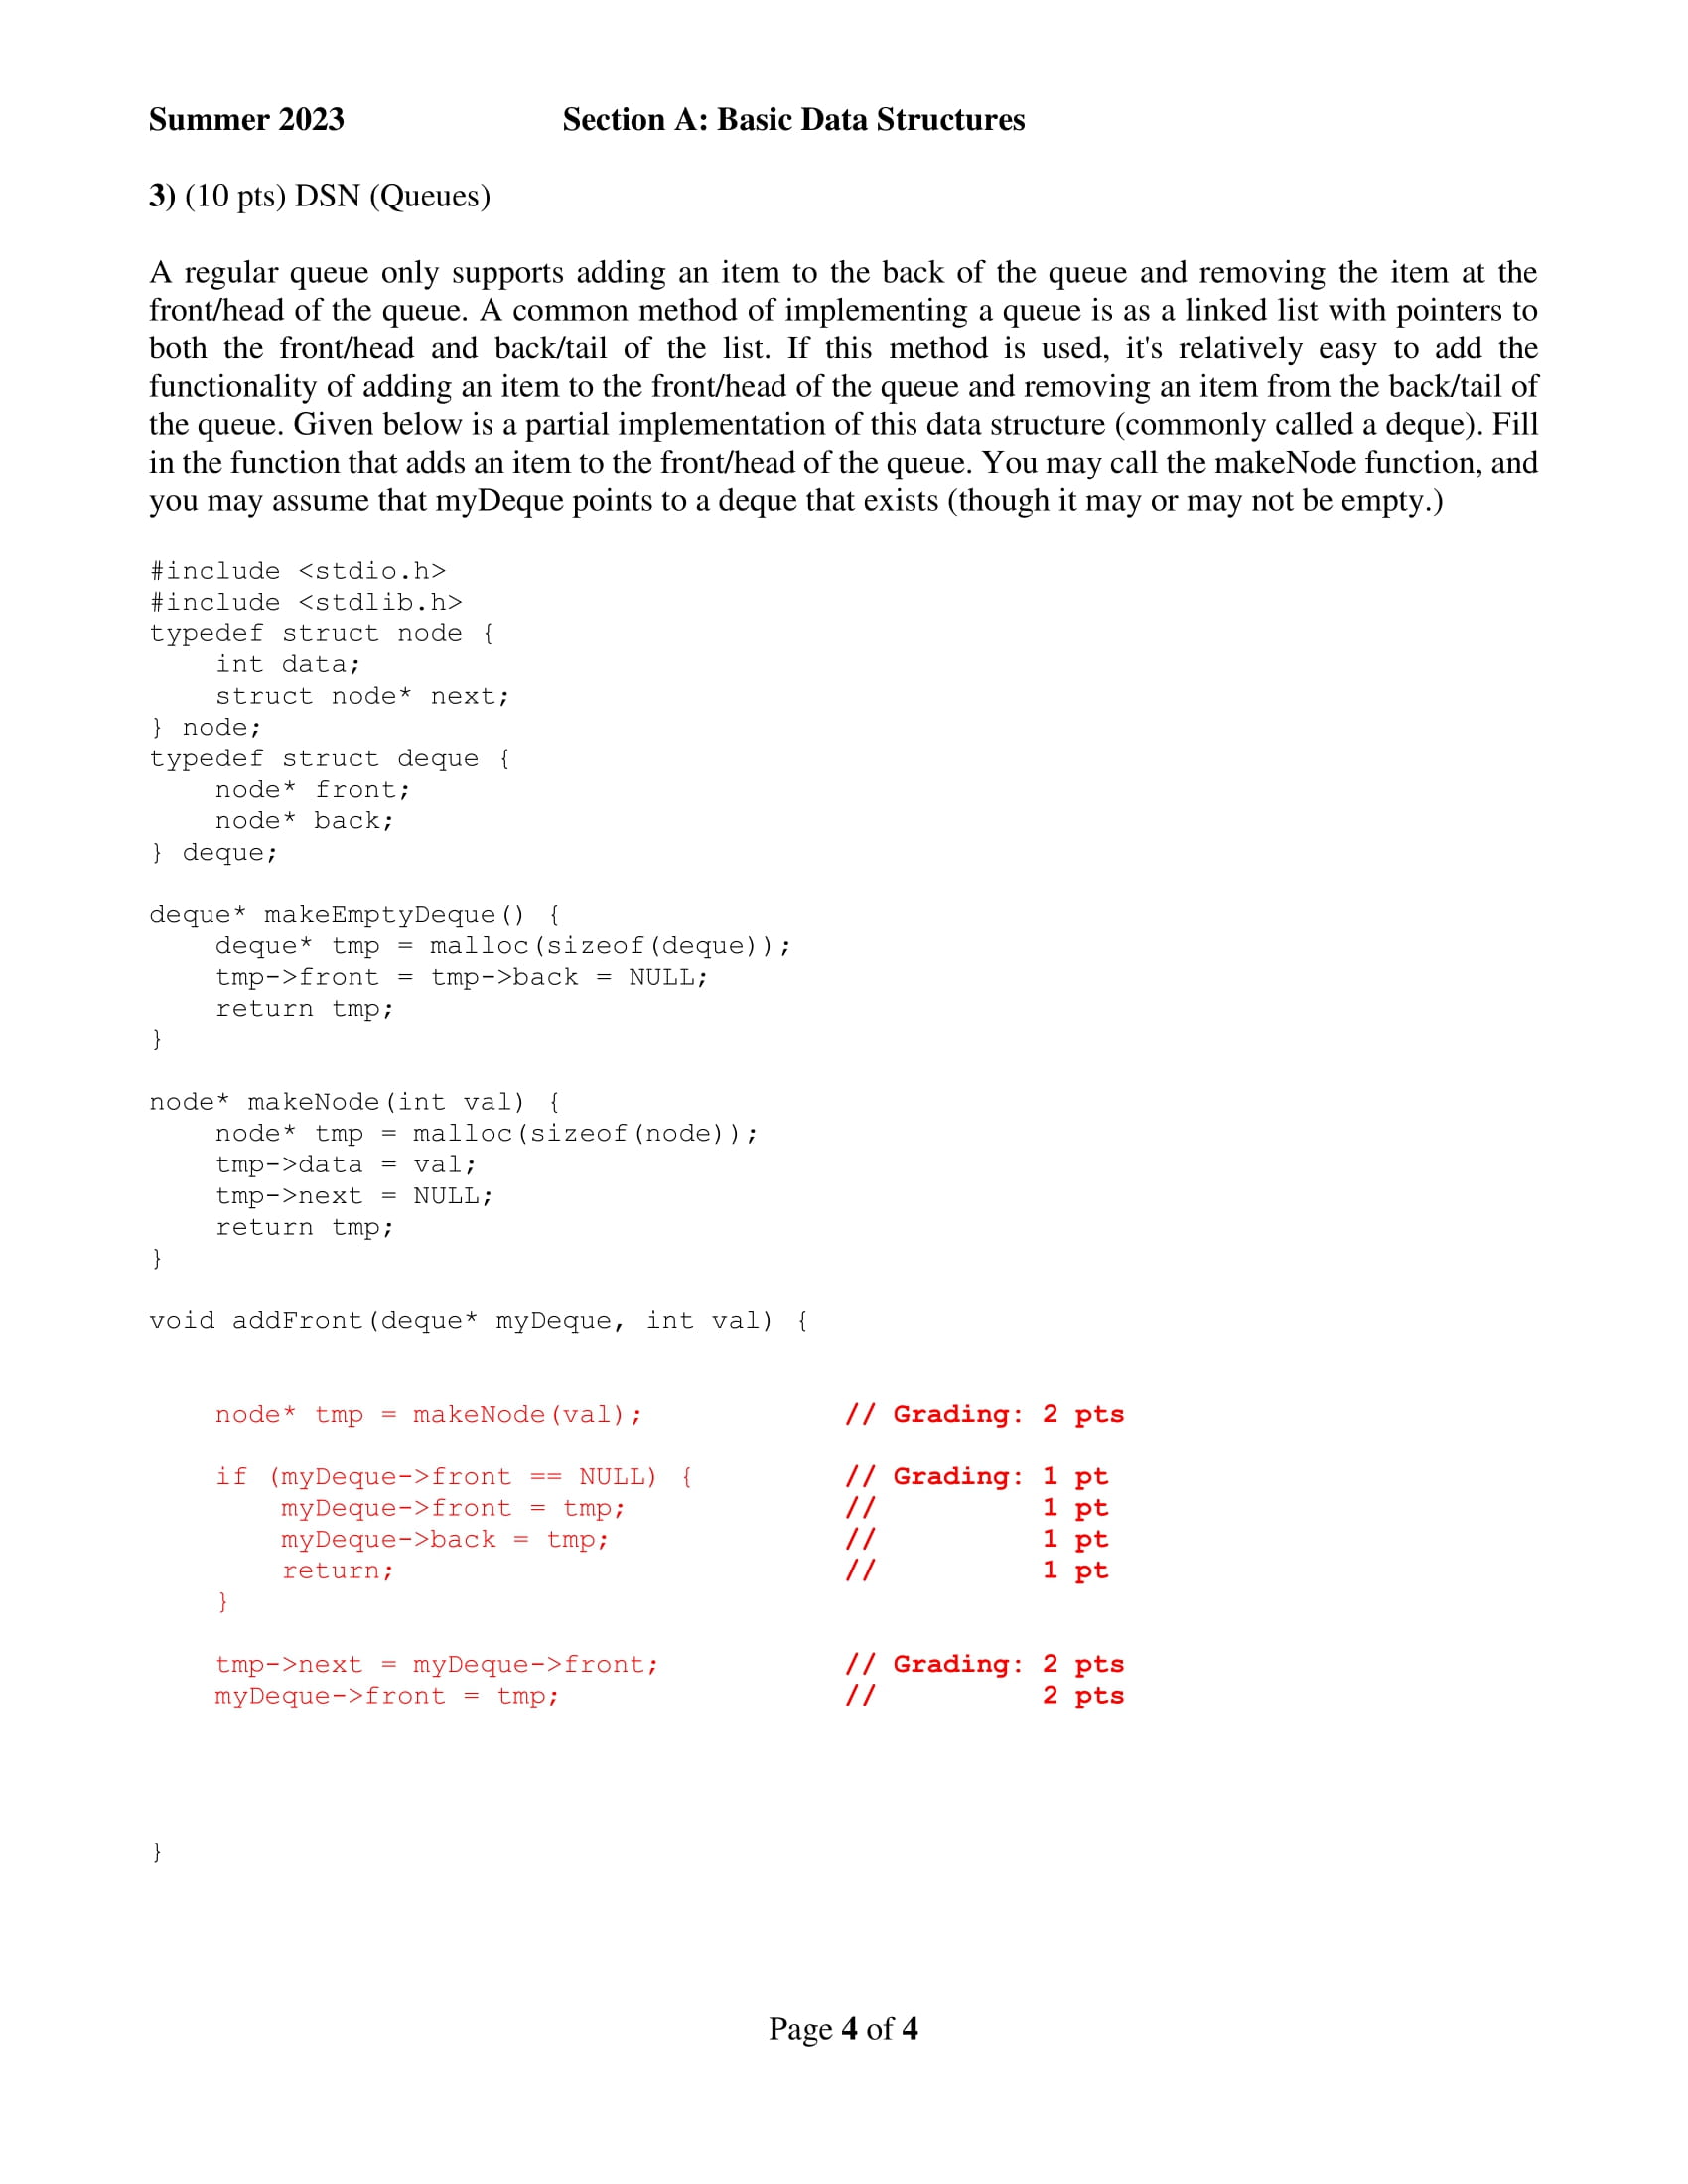 Summer 2023 Section A: Basic Data Structures
3) (10 pts) DSN (Queues)
A regular queue only supports adding an item to the back of the queue and removing the item at the
front/head of the queue. A common method of implementing a queue is as a linked list with pointers to
both the front/head and back/tail of the list. If this method is used, it's relatively easy to add the
functionality of adding an item to the front/head of the queue and removing an item from the back/tail of
the queue. Given below is a partial implementation of this data structure (commonly called a deque). Fill
in the function that adds an item to the front/head of the queue. You may call the makeNode function, and
you may assume that myDeque points to a deque that exists (though it may or may not be empty.)
#include <stdio.h>
#include <stdlib.h>
typedef struct node {
    int data;
    struct node* next;
} node;
typedef struct deque {
    node* front;
    node* back;
} deque;
deque* makeEmptyDeque() {
    deque* tmp = malloc(sizeof(deque));
    tmp->front = tmp->back = NULL;
    return tmp;
}
node* makeNode(int val) {
    node* tmp = malloc(sizeof(node));
    tmp->data = val;
    tmp->next = NULL;
    return tmp;
}
void addFront(deque* myDeque, int val) {
    node* tmp = makeNode(val); // Grading: 2 pts
    if (myDeque->front == NULL) { // Grading: 1 pt
        myDeque->front = tmp; // 1 pt
        myDeque->back = tmp; // 1 pt
        return; // 1 pt
    }
    tmp->next = myDeque->front; // Grading: 2 pts
    myDeque->front = tmp; // 2 pts
}
Page 4 of 4